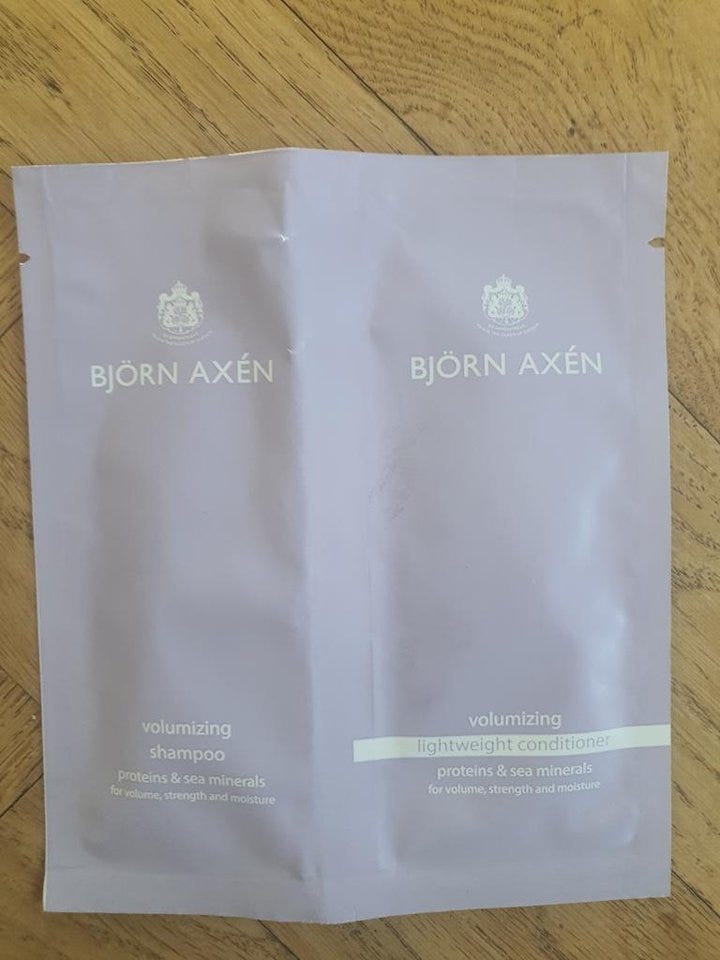 BJÖRN AXÉN
volumizing
shampoo
proteins & sea minerals
for volume, strength and moisture
BJÖRN AXÉN
volumizing
lightweight conditioner
proteins & sea minerals
for volume, strength and moisture